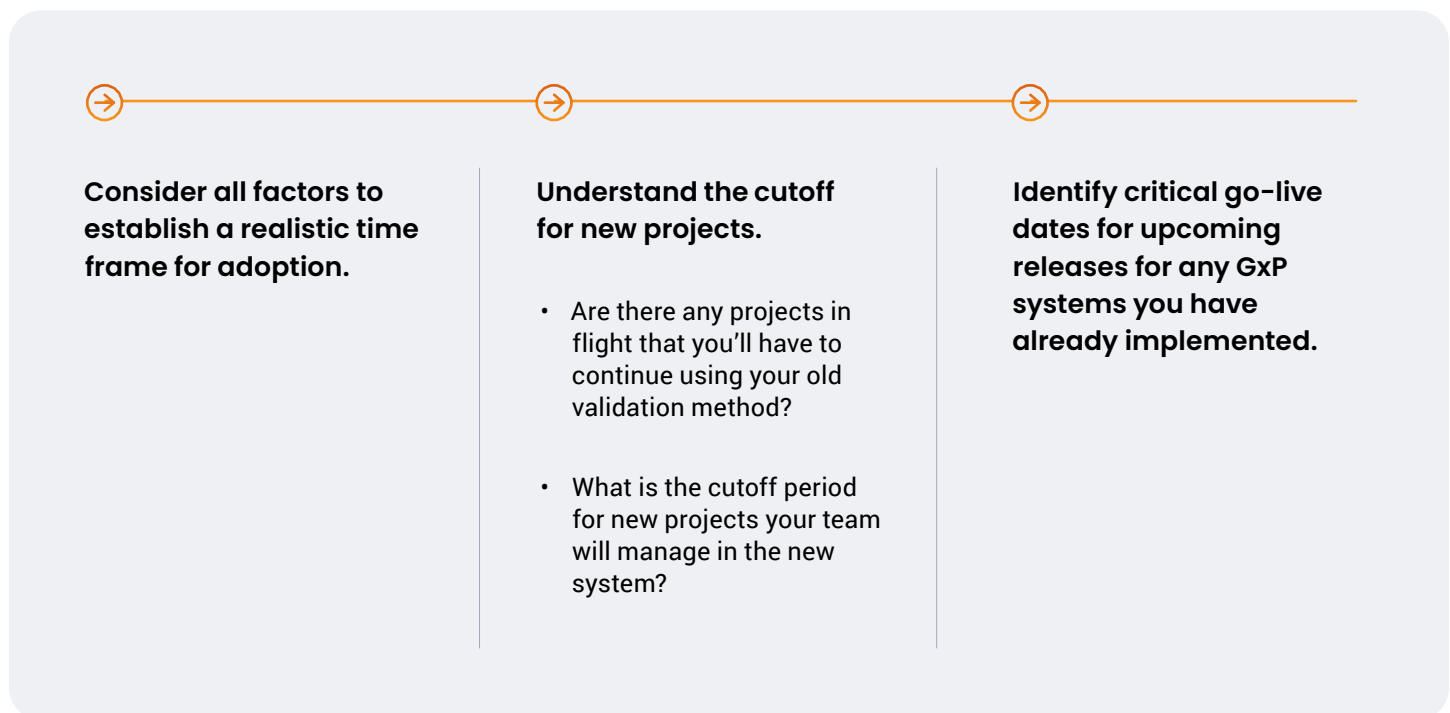 Consider all factors to
establish a realistic time
frame for adoption.
Understand the cutoff
for new projects.
• Are there any projects in
flight that you’ll have to
continue using your old
validation method?
• What is the cutoff period
for new projects your team
will manage in the new
system?
Identify critical go-live
dates for upcoming
releases for any GxP
systems you have
already implemented.